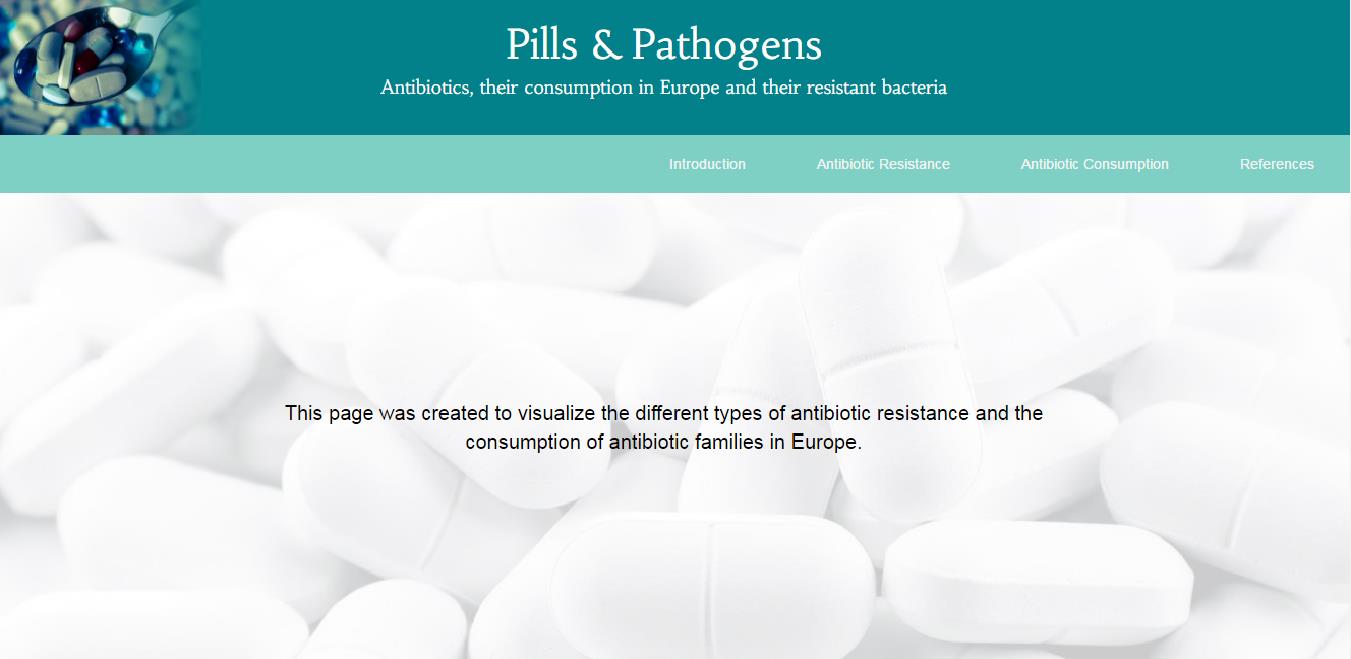 Pills & Pathogens
Antibiotics, their consumption in Europe and their resistant bacteria
Introduction Antibiotic Resistance Antibiotic Consumption References
This page was created to visualize the different types of antibiotic resistance and the
consumption of antibiotic families in Europe.